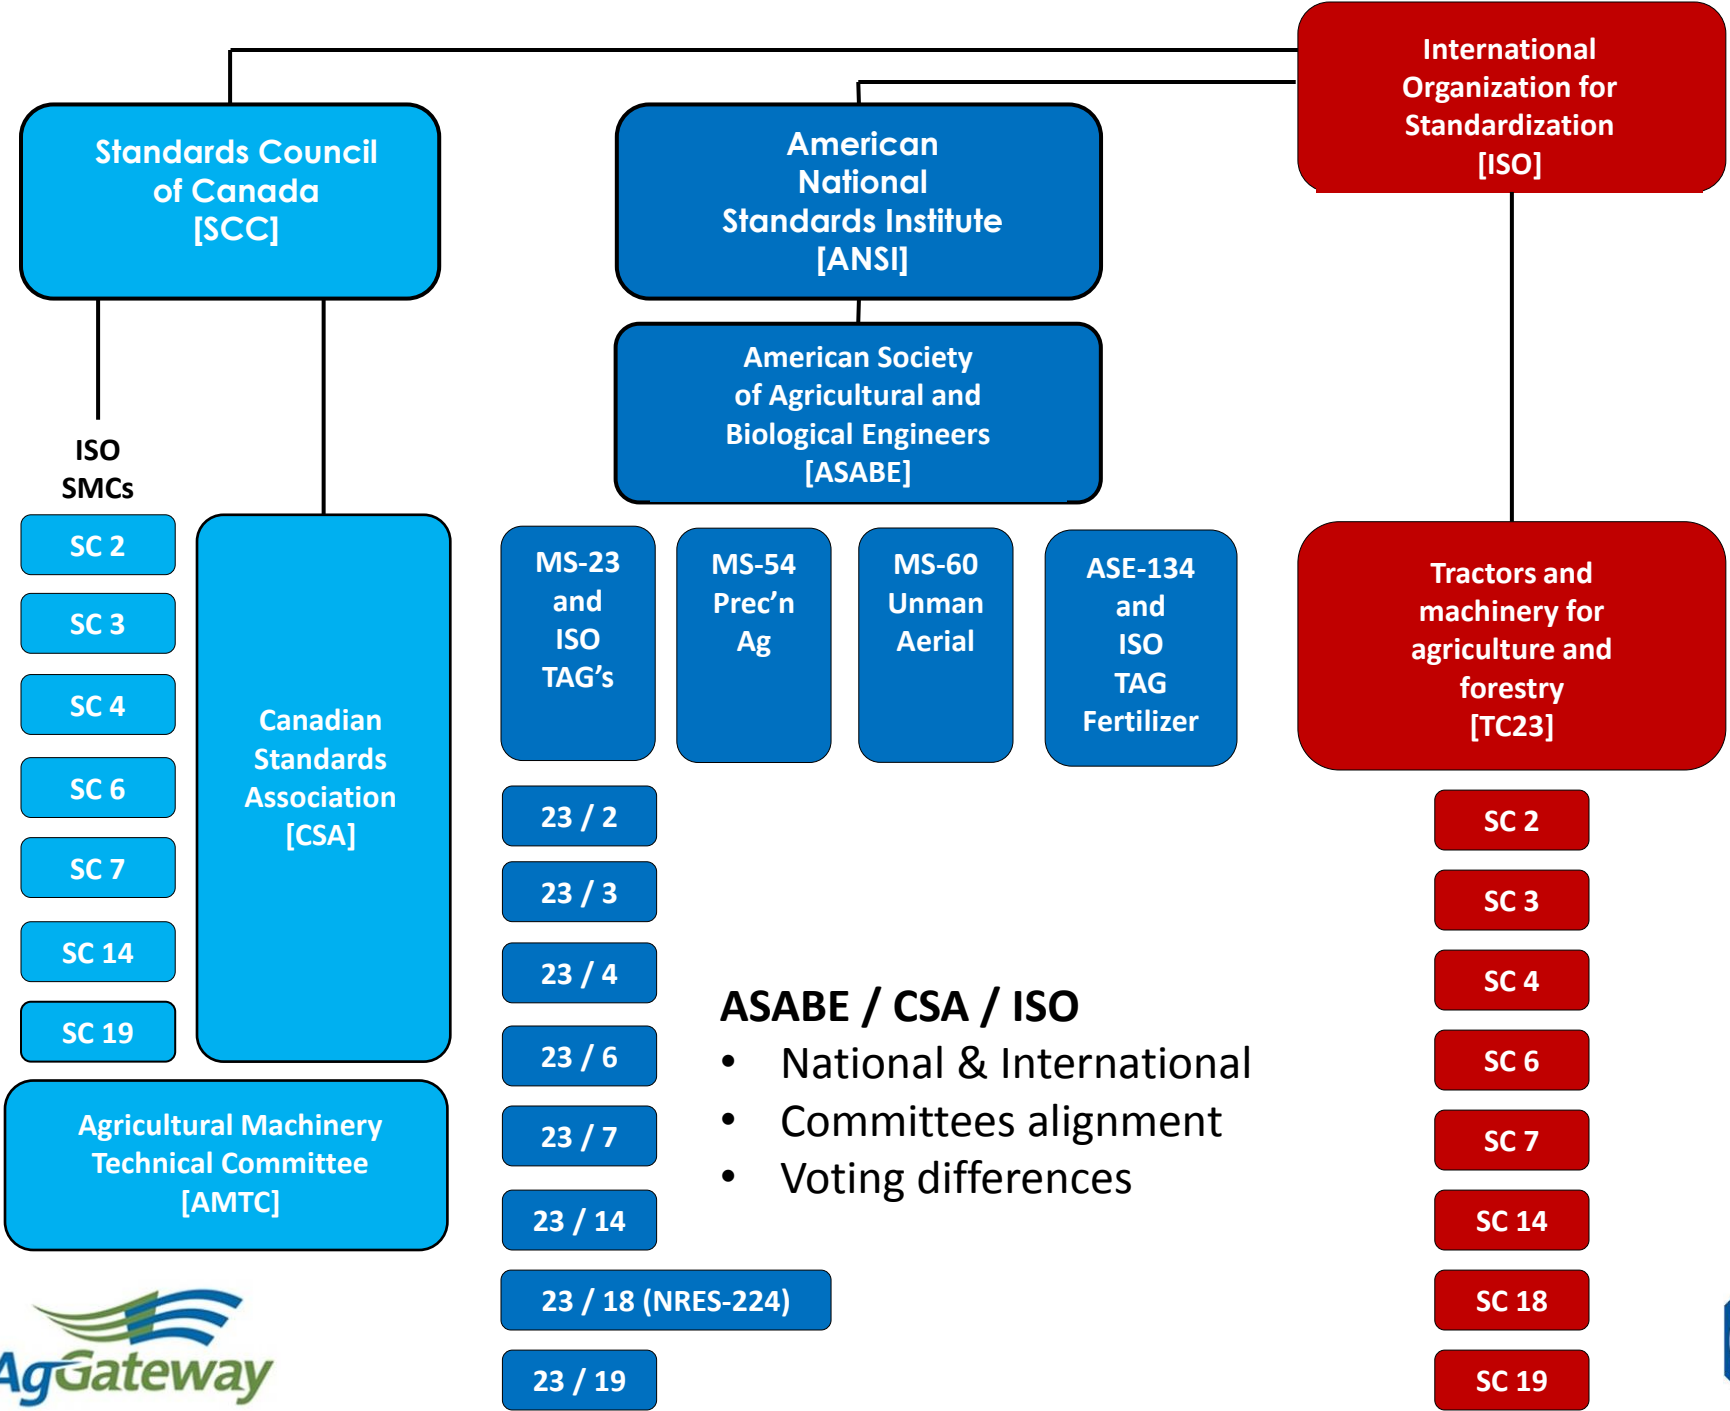 International
Organization for
Standardization
[ISO]
Standards Council
of Canada
[SCC]
American
National
Standards Institute
[ANSI]
American Society
of Agricultural and
Biological Engineers
[ASABE]
ISO
SMCs
SC 2
SC 3
SC 4
SC 6
SC 7
SC 14
SC 19
Canadian
Standards
Association
[CSA]
Agricultural Machinery
Technical Committee
[AMTC]
MS-23
and
ISO
TAG’s
MS-54
Prec’n
Ag
MS-60
Unman
Aerial
ASE-134
and
ISO
TAG
Fertilizer
23 / 2
23 / 3
23 / 4
23 / 6
23 / 7
23 / 14
23 / 18 (NRES-224)
23 / 19
ASABE / CSA / ISO
• National & International
• Committees alignment
• Voting differences
Tractors and
machinery for
agriculture and
forestry
[TC23]
SC 2
SC 3
SC 4
SC 6
SC 7
SC 14
SC 18
SC 19
AgGateway